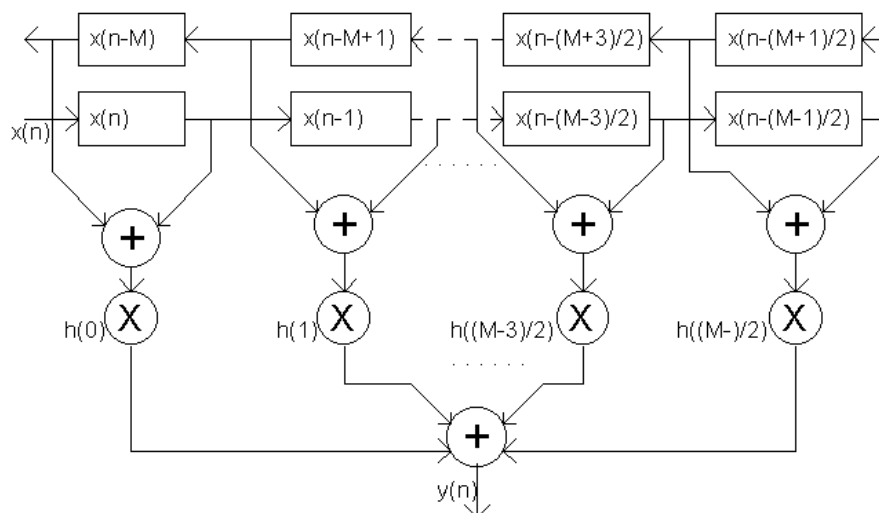 x(n-M) x(n-M+1) x(n-(M+3)/2) x(n-(M+1)/2)
x(n) x(n) x(n-1) x(n-(M-3)/2) x(n-(M-1)/2)
. . . . . . .
+ + + +
X X X X
h(0) h(1) h((M-3)/2) h((M-)/2)
. . . . . .
+
y(n)